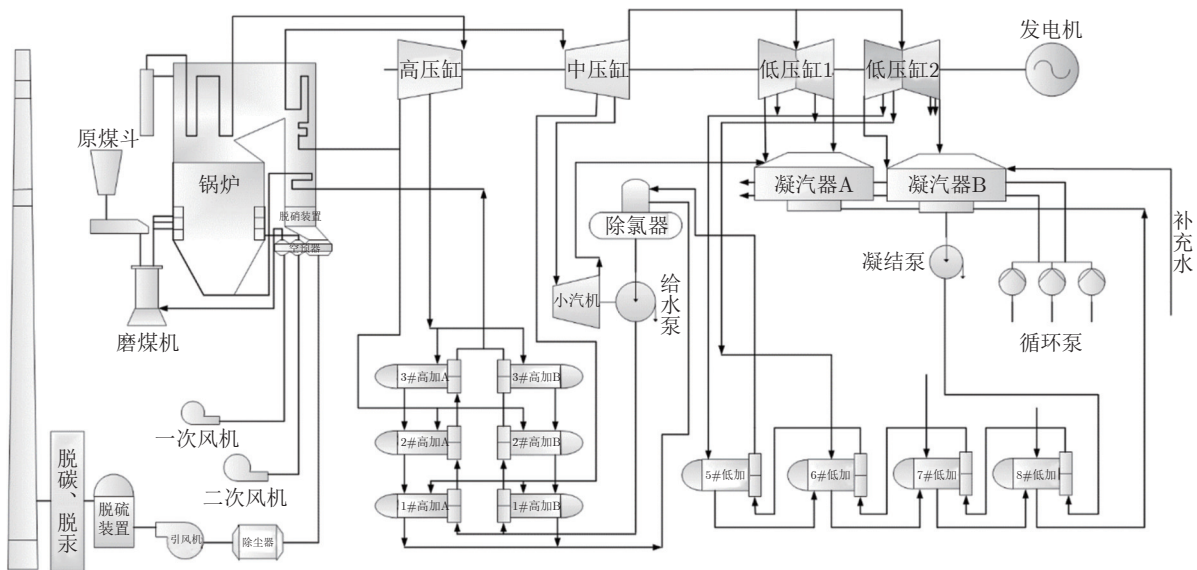 发电机
高压缸
中压缸
低压缸1
低压缸2
原煤斗
锅炉
凝汽器A
凝汽器B
脱硝装置
空预器
除氯器
补充水
凝结泵
小汽机
给水泵
磨煤机
循环泵
3#高加A
3#高加B
一次风机
2#高加A
2#高加B
脱碳、脱汞
二次风机
5#低加
6#低加
7#低加
8#低加
脱硫
装置
1#高加A
1#高加B
引风机
除尘器